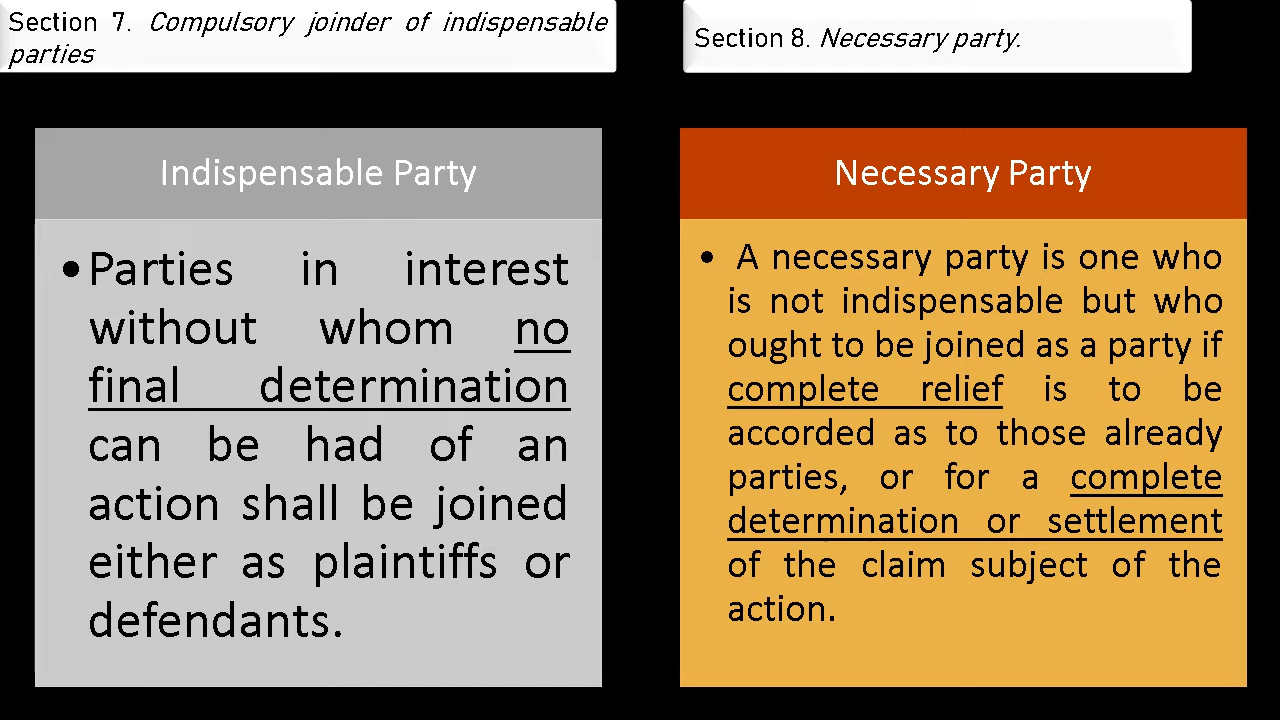 Section 7. Compulsory joinder of indispensable
parties
Section 8. Necessary party.
Indispensable Party
•Parties in interest
without whom no
final determination
can be had of an
action shall be joined
either as plaintiffs or
defendants.
Necessary Party
• A necessary party is one who
is not indispensable but who
ought to be joined as a party if
complete relief is to be
accorded as to those already
parties, or for a complete
determination or settlement
of the claim subject of the
action.